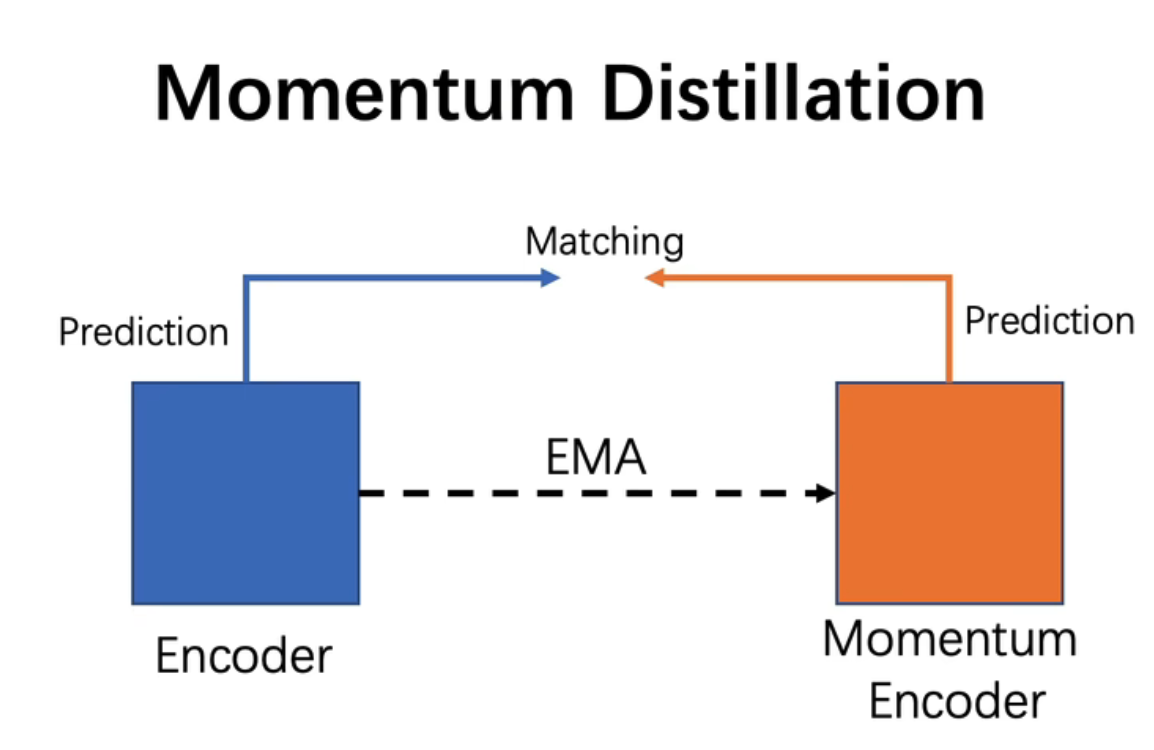 Momentum Distillation
Matching
Prediction
Prediction
EMA
Encoder
Momentum
Encoder